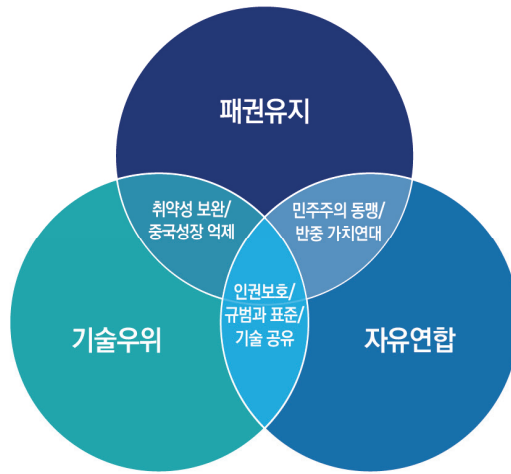 패권유지
취약성 보완/
중국성장 억제
민주주의 동맹/
반중 가치연대
인권보호/
규범과 표준/
기술 공유
기술우위
자유연합